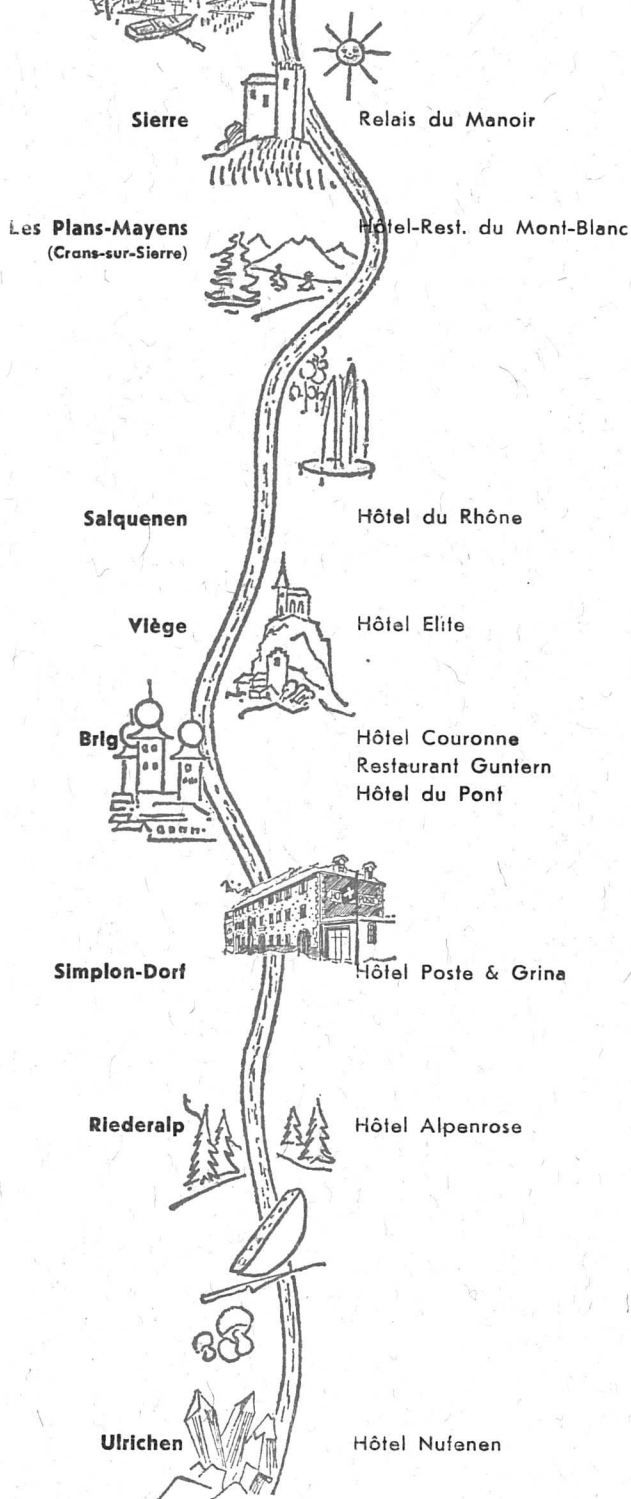 Sierre Relais du Manoir
Les Plans-Mayens Hôtel-Rest. du Mont-Blanc
(Crans-sur-Sierre)
Salquenen Hôtel du Rhône
Viège Hôtel Elite
Brig Hôtel Couronne
Restaurant Guntern
Hôtel du Pont
Simplon-Dorf Hôtel Poste & Grina
Riederalp Hôtel Alpenrose
Ulrichen Hôtel Nufenen